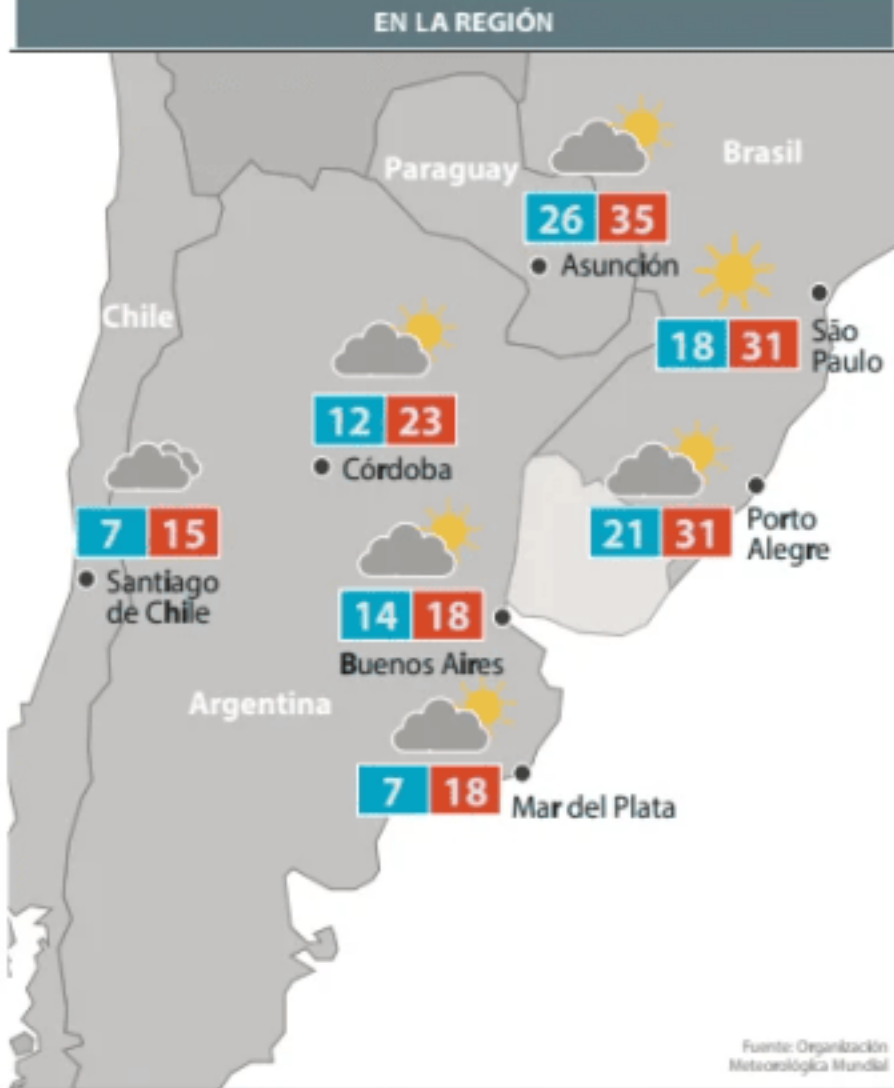 EN LA REGIÓN
Brasil
Paraguay
26 35
Asunción
Chile
18 31
São
Paulo
12 23
Córdoba
7 15
Santiago
de Chile
21 31
Porto
Alegre
14 18
Buenos Aires
Argentina
7 18
Mar del Plata
Fuente: Organización
Meteorológica Mundial